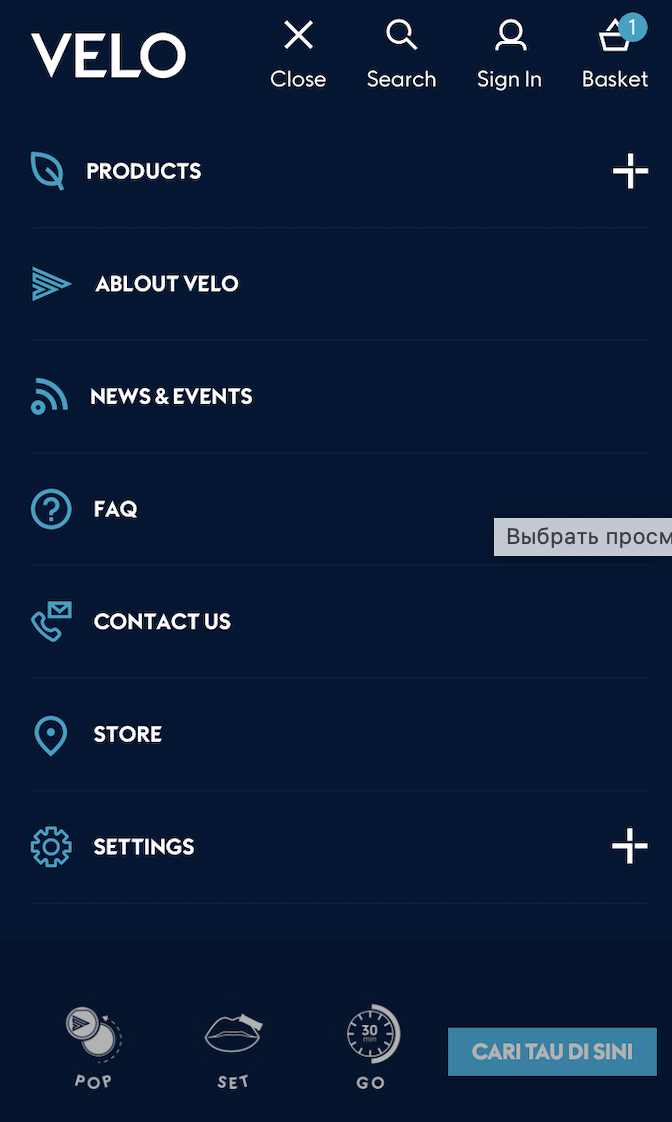 VELO
1
Close Search Sign In Basket
PRODUCTS
ABLOUT VELO
NEWS & EVENTS
FAQ
Выбрать просм
CONTACT US
STORE
SETTINGS
30
min
POP SET GO
CARI TAU DI SINI